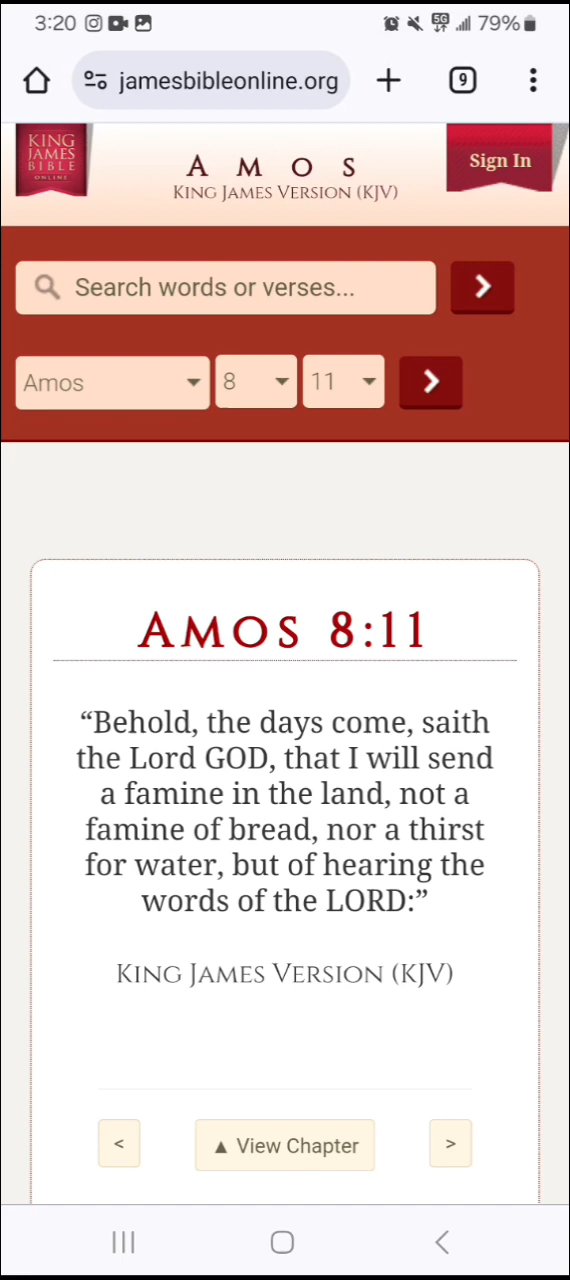 3:20
5G
79%
jamesbibleonline.org
9
KING
JAMES
BIBLE
ONLINE
AMOS
KING JAMES VERSION (KJV)
Sign In
Search words or verses...
Amos
8
11
AMOS 8:11
“Behold, the days come, saith
the Lord GOD, that I will send
a famine in the land, not a
famine of bread, nor a thirst
for water, but of hearing the
words of the LORD:”
KING JAMES VERSION (KJV)
<
▲ View Chapter
>